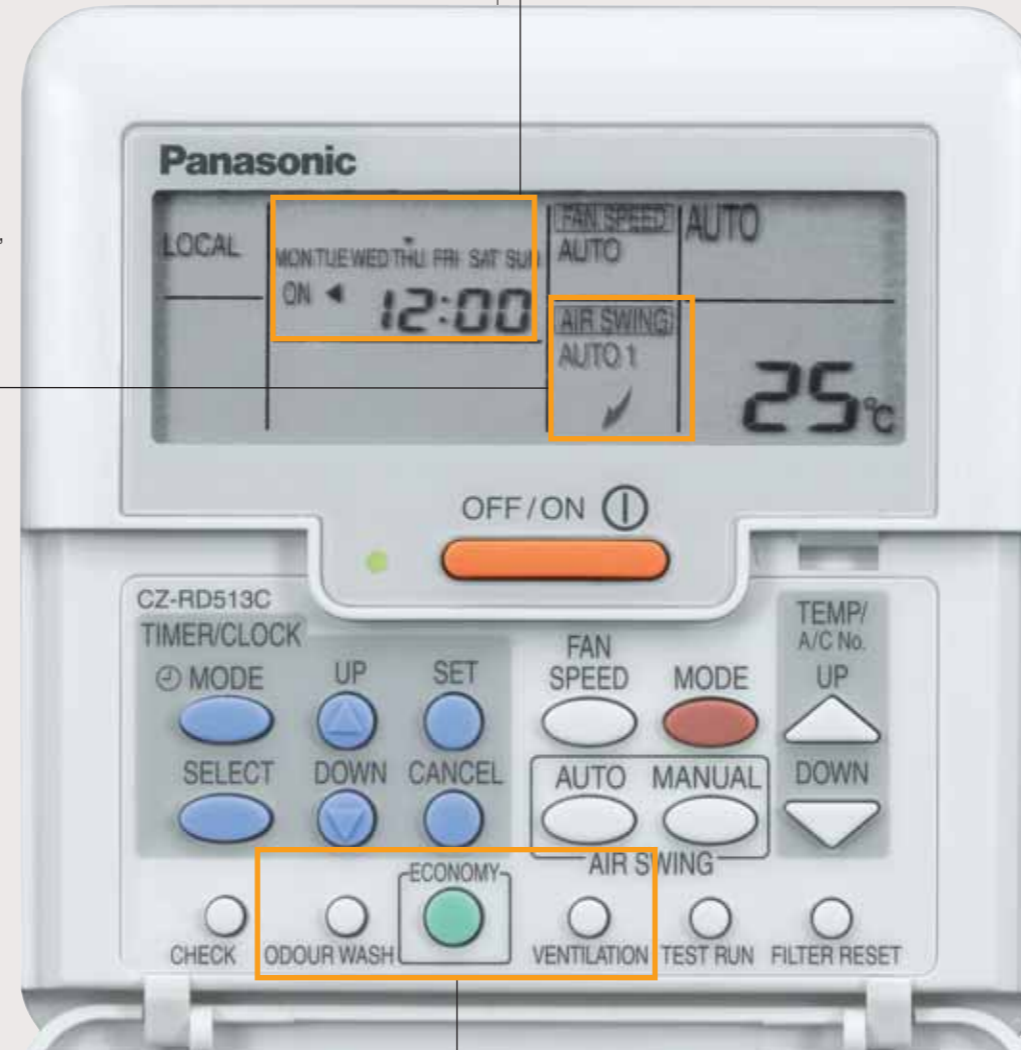 Panasonic
LOCAL
MON TUE WED THU FRI SAT SUN
ON ◀ 12:00
FAN SPEED
AUTO
AUTO
AIR SWING
AUTO 1
25°C
OFF/ON
CZ-RD513C
TIMER/CLOCK
MODE UP SET
SELECT DOWN CANCEL
FAN
SPEED
MODE
AUTO MANUAL
AIR SWING
TEMP/
A/C No.
UP
DOWN
ECONOMY
CHECK ODOUR WASH VENTILATION TEST RUN FILTER RESET